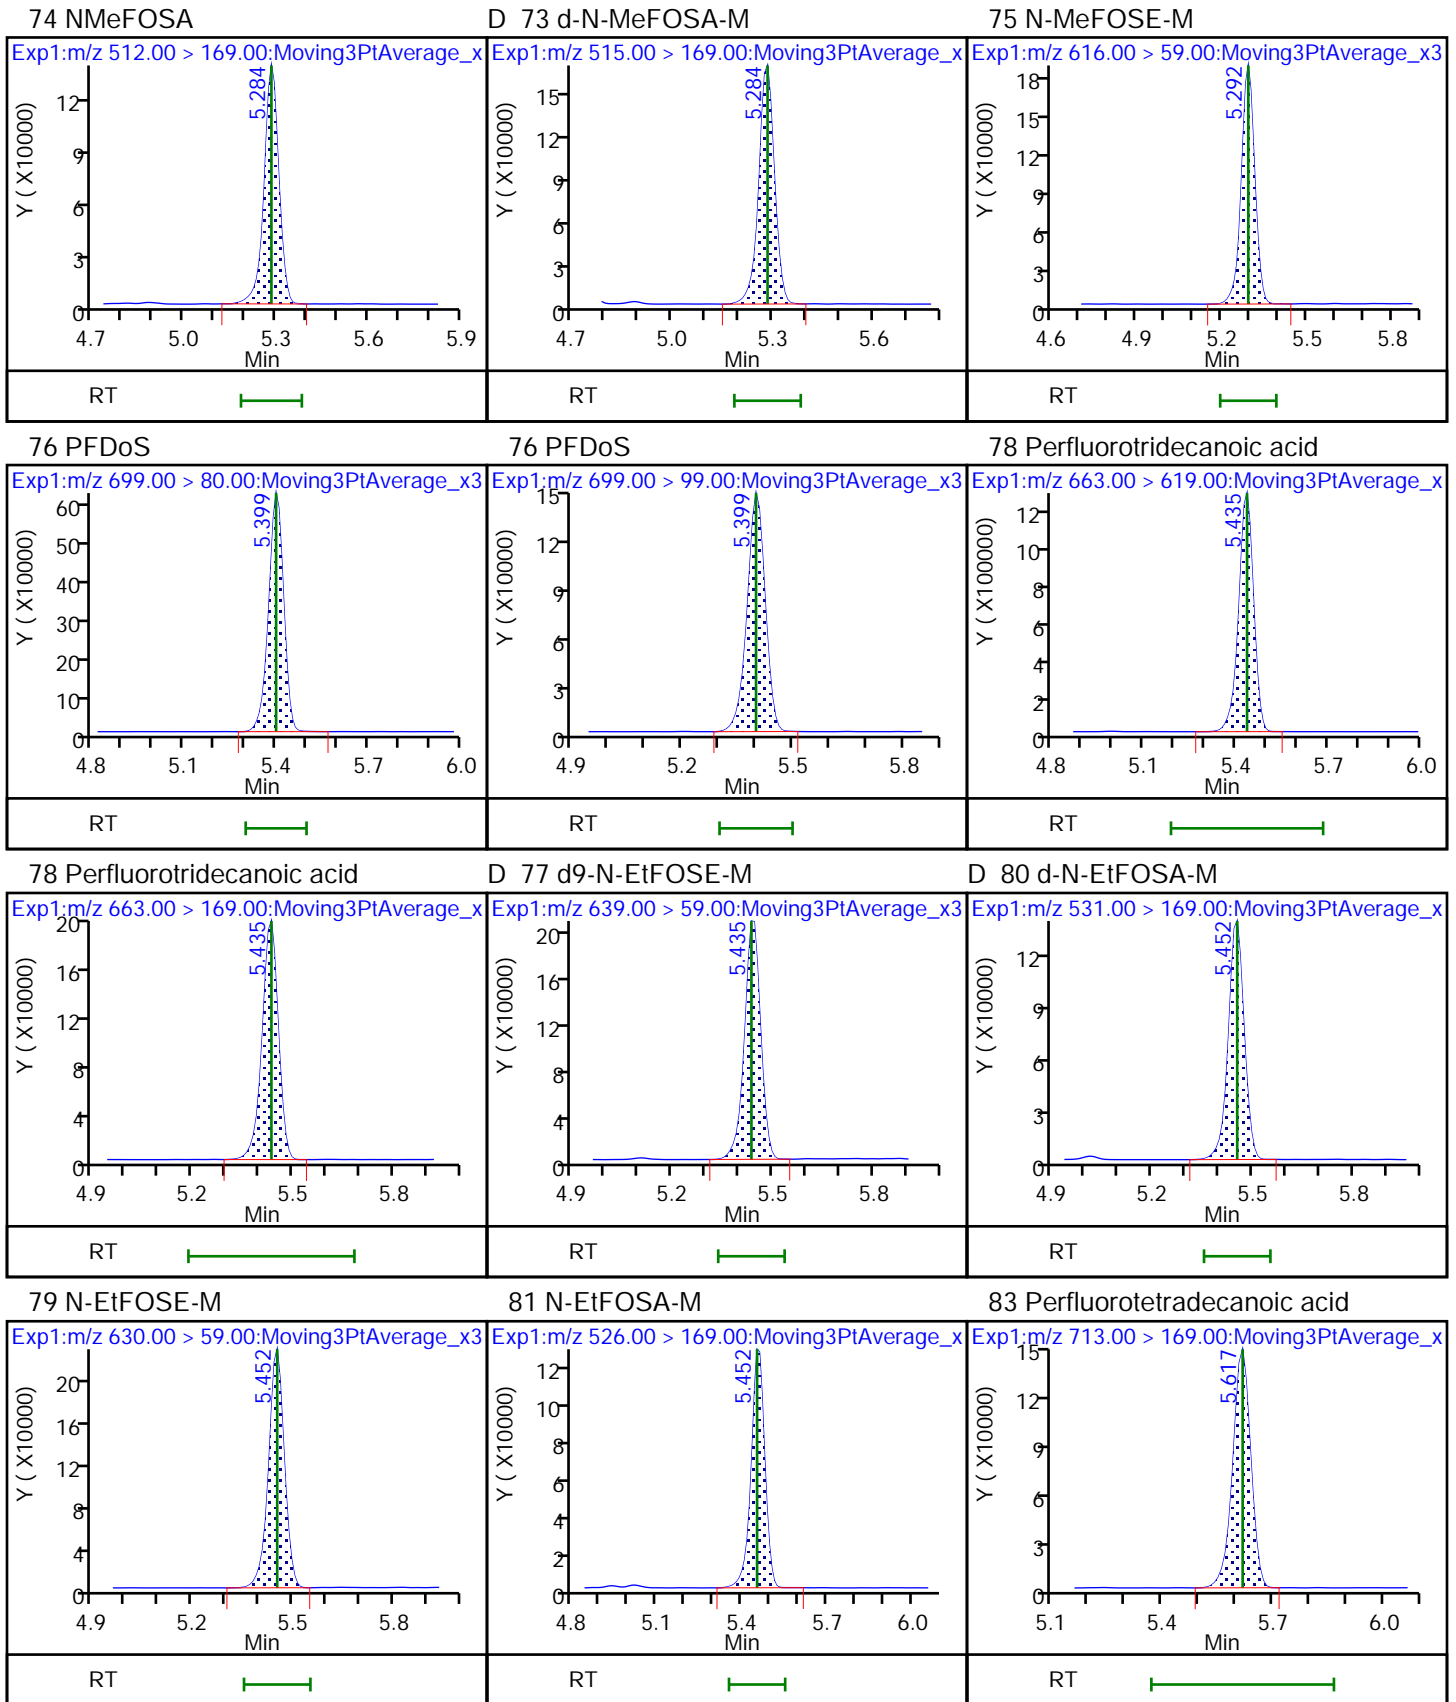 74 NMeFOSA
Exp1:m/z 512.00 > 169.00:Moving3PtAverage_x
Y ( X10000)
12
9
6
3
0
5.284
4.7 5.0 5.3 5.6 5.9
Min
RT
D 73 d-N-MeFOSA-M
Exp1:m/z 515.00 > 169.00:Moving3PtAverage_x
Y ( X10000)
15
12
9
6
3
0
5.284
4.7 5.0 5.3 5.6
Min
RT
75 N-MeFOSE-M
Exp1:m/z 616.00 > 59.00:Moving3PtAverage_x3
Y ( X10000)
18
15
12
9
6
3
0
5.292
4.6 4.9 5.2 5.5 5.8
Min
RT
76 PFDoS
Exp1:m/z 699.00 > 80.00:Moving3PtAverage_x3
Y ( X10000)
60
50
40
30
20
10
0
5.399
4.8 5.1 5.4 5.7 6.0
Min
RT
76 PFDoS
Exp1:m/z 699.00 > 99.00:Moving3PtAverage_x3
Y ( X10000)
15
12
9
6
3
0
5.399
4.9 5.2 5.5 5.8
Min
RT
78 Perfluorotridecanoic acid
Exp1:m/z 663.00 > 619.00:Moving3PtAverage_x
Y ( X100000)
12
10
8
6
4
2
0
5.435
4.8 5.1 5.4 5.7 6.0
Min
RT
78 Perfluorotridecanoic acid
Exp1:m/z 663.00 > 169.00:Moving3PtAverage_x
Y ( X10000)
20
16
12
8
4
0
5.435
4.9 5.2 5.5 5.8
Min
RT
D 77 d9-N-EtFOSE-M
Exp1:m/z 639.00 > 59.00:Moving3PtAverage_x3
Y ( X10000)
20
16
12
8
4
0
5.435
4.9 5.2 5.5 5.8
Min
RT
D 80 d-N-EtFOSA-M
Exp1:m/z 531.00 > 169.00:Moving3PtAverage_x
Y ( X10000)
12
9
6
3
0
5.452
4.9 5.2 5.5 5.8
Min
RT
79 N-EtFOSE-M
Exp1:m/z 630.00 > 59.00:Moving3PtAverage_x3
Y ( X10000)
20
16
12
8
4
0
5.452
4.9 5.2 5.5 5.8
Min
RT
81 N-EtFOSA-M
Exp1:m/z 526.00 > 169.00:Moving3PtAverage_x
Y ( X10000)
12
10
8
6
4
2
0
5.452
4.8 5.1 5.4 5.7 6.0
Min
RT
83 Perfluorotetradecanoic acid
Exp1:m/z 713.00 > 169.00:Moving3PtAverage_x
Y ( X10000)
15
12
9
6
3
0
5.617
5.1 5.4 5.7 6.0
Min
RT